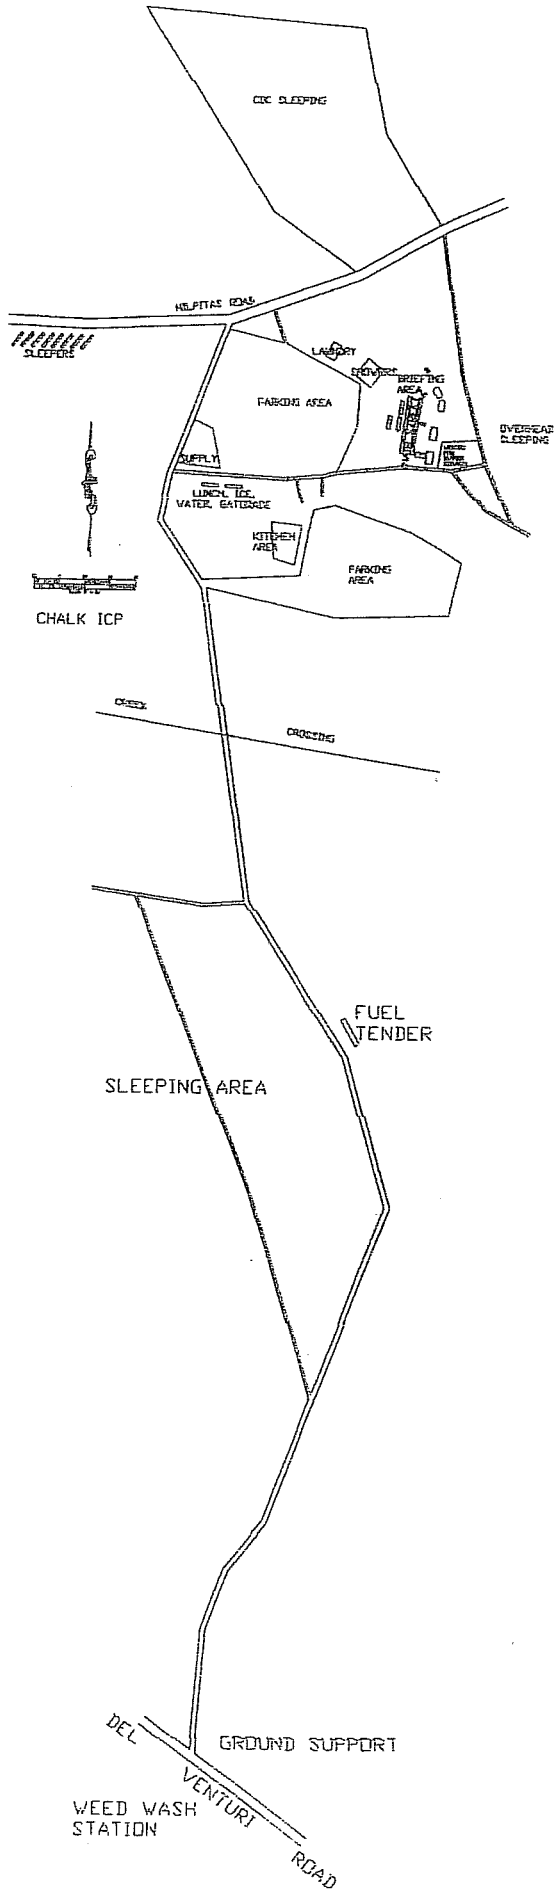 CDC SLEEPING
MILPITAS ROAD
SLEEPERS
LAUNDRY
SHOWERS
BRIEFING
AREA
PARKING AREA
OVERHEAD
SLEEPING
SUPPLY
LUNCH, ICE,
WATER, GATORADE
KITCHEN
AREA
PARKING
AREA
CHALK ICP
CREEK
CROSSING
FUEL
TENDER
SLEEPING AREA
GROUND SUPPORT
DEL
VENTURI
ROAD
WEED WASH
STATION